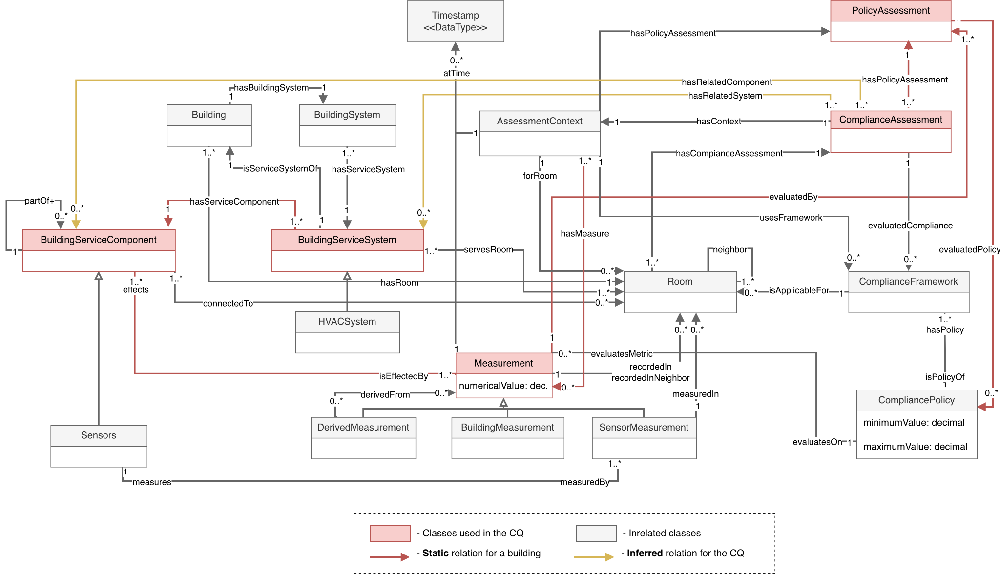 Timestamp
<<DataType>>
PolicyAssessment
1
1..*
hasPolicyAssessment
0..*
1
atTime
hasPolicyAssessment
hasRelatedComponent
hasBuildingSystem
1
1
hasRelatedSystem
1..*
1..*
1..*
Building
BuildingSystem
AssessmentContext
1
hasContext
1
ComplianceAssessment
1
1..*
1..*
hasCompianceAssessment
1
1..*
1
1
1
1
isServiceSystemOf
hasServiceSystem
forRoom
evaluatedBy
partOf+
hasServiceComponent
0..*
0..*
1
1
0..*
1..*
1
usesFramework
evaluatedCompliance
hasMeasure
BuildingServiceComponent
BuildingServiceSystem
1
1..*
servesRoom
neighbor
evaluatedPolicy
0..*
0..*
1..*
0..*
1..*
1..*
effects
hasRoom
1
Room
1..*
ComplianceFramework
1..*
0..*
isApplicableFor
1
connectedTo
0..*
HVACSystem
1..*
hasPolicy
0..*
0..*
1
1
0..*
evaluatesMetric
Measurement
recordedIn
isEffectedBy
1..*
1
recordedInNeighbor
isPolicyOf
1
numericalValue: dec.
0..*
derivedFrom
0..*
measuredIn
0..*
0..*
1
CompliancePolicy
minimumValue: decimal
DerivedMeasurement
BuildingMeasurement
SensorMeasurement
Sensors
evaluatesOn
1
maximumValue: decimal
1..*
1
measures
measuredBy
- Classes used in the CQ
- Inrelated classes
- Static relation for a building
- Inferred relation for the CQ